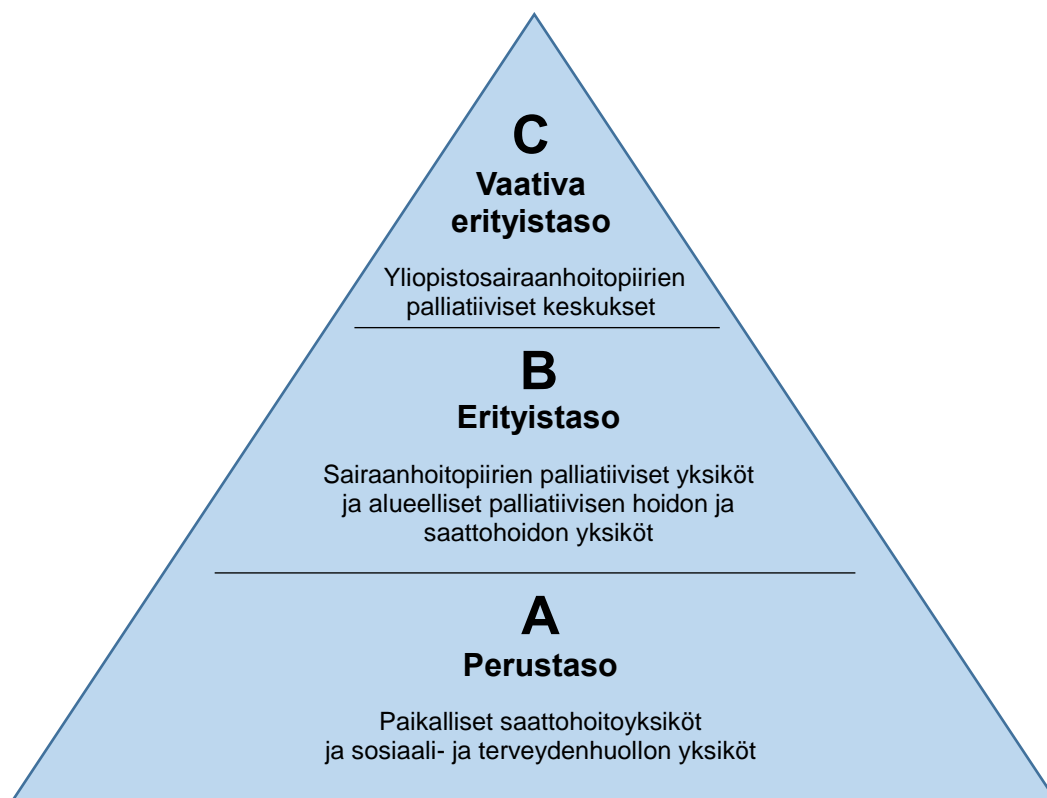 C
Vaativa
erityistaso
Yliopistosairaanhoitopiirien
palliatiiviset keskukset
B
Erityistaso
Sairaanhoitopiirien palliatiiviset yksiköt
ja alueelliset palliatiivisen hoidon ja
saattohoidon yksiköt
A
Perustaso
Paikalliset saattohoitoyksiköt
ja sosiaali- ja terveydenhuollon yksiköt